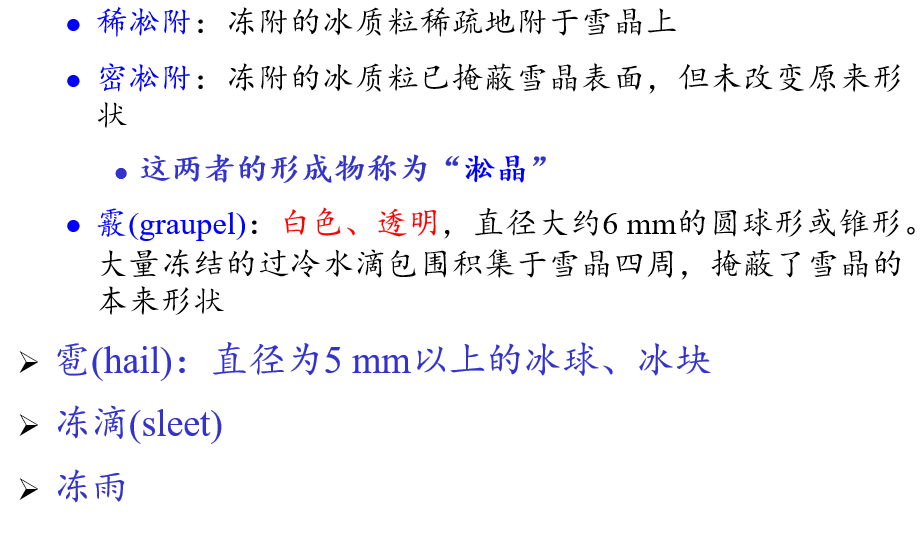 稀凇附：冻附的冰质粒稀疏地附于雪晶上
密凇附：冻附的冰质粒已掩蔽雪晶表面，但未改变原来形
状
这两者的形成物称为“淞晶”
霰(graupel)：白色、透明，直径大约6 mm的圆球形或锥形。
大量冻结的过冷水滴包围积集于雪晶四周，掩蔽了雪晶的
本来形状
雹(hail)：直径为5 mm以上的冰球、冰块
冻滴(sleet)
冻雨